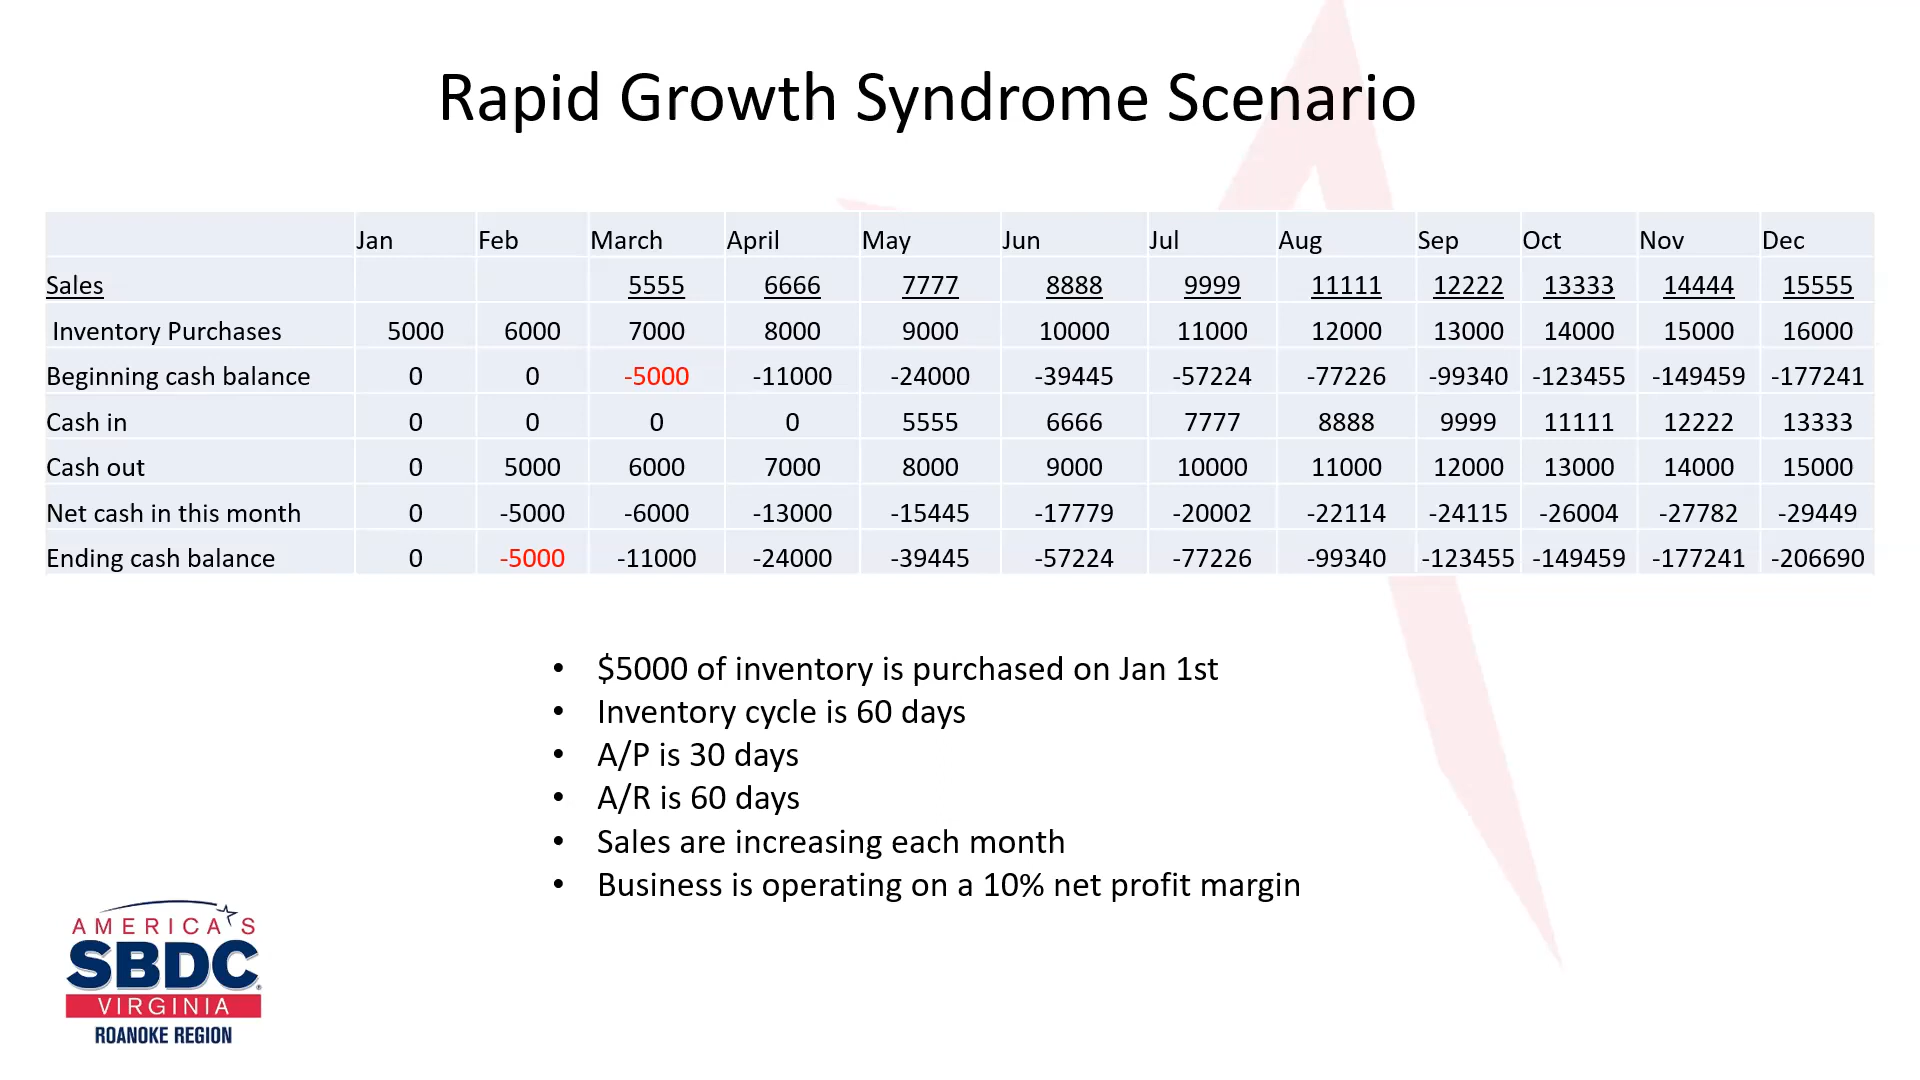 Rapid Growth Syndrome Scenario
Jan Feb March April May Jun Jul Aug Sep Oct Nov Dec
Sales 5555 6666 7777 8888 9999 11111 12222 13333 14444 15555
Inventory Purchases 5000 6000 7000 8000 9000 10000 11000 12000 13000 14000 15000 16000
Beginning cash balance 0 0 -5000 -11000 -24000 -39445 -57224 -77226 -99340 -123455 -149459 -177241
Cash in 0 0 0 0 5555 6666 7777 8888 9999 11111 12222 13333
Cash out 0 5000 6000 7000 8000 9000 10000 11000 12000 13000 14000 15000
Net cash in this month 0 -5000 -6000 -13000 -15445 -17779 -20002 -22114 -24115 -26004 -27782 -29449
Ending cash balance 0 -5000 -11000 -24000 -39445 -57224 -77226 -99340 -123455 -149459 -177241 -206690
• $5000 of inventory is purchased on Jan 1st
• Inventory cycle is 60 days
• A/P is 30 days
• A/R is 60 days
• Sales are increasing each month
• Business is operating on a 10% net profit margin
AMERICA'S
SBDC®
VIRGINIA
ROANOKE REGION